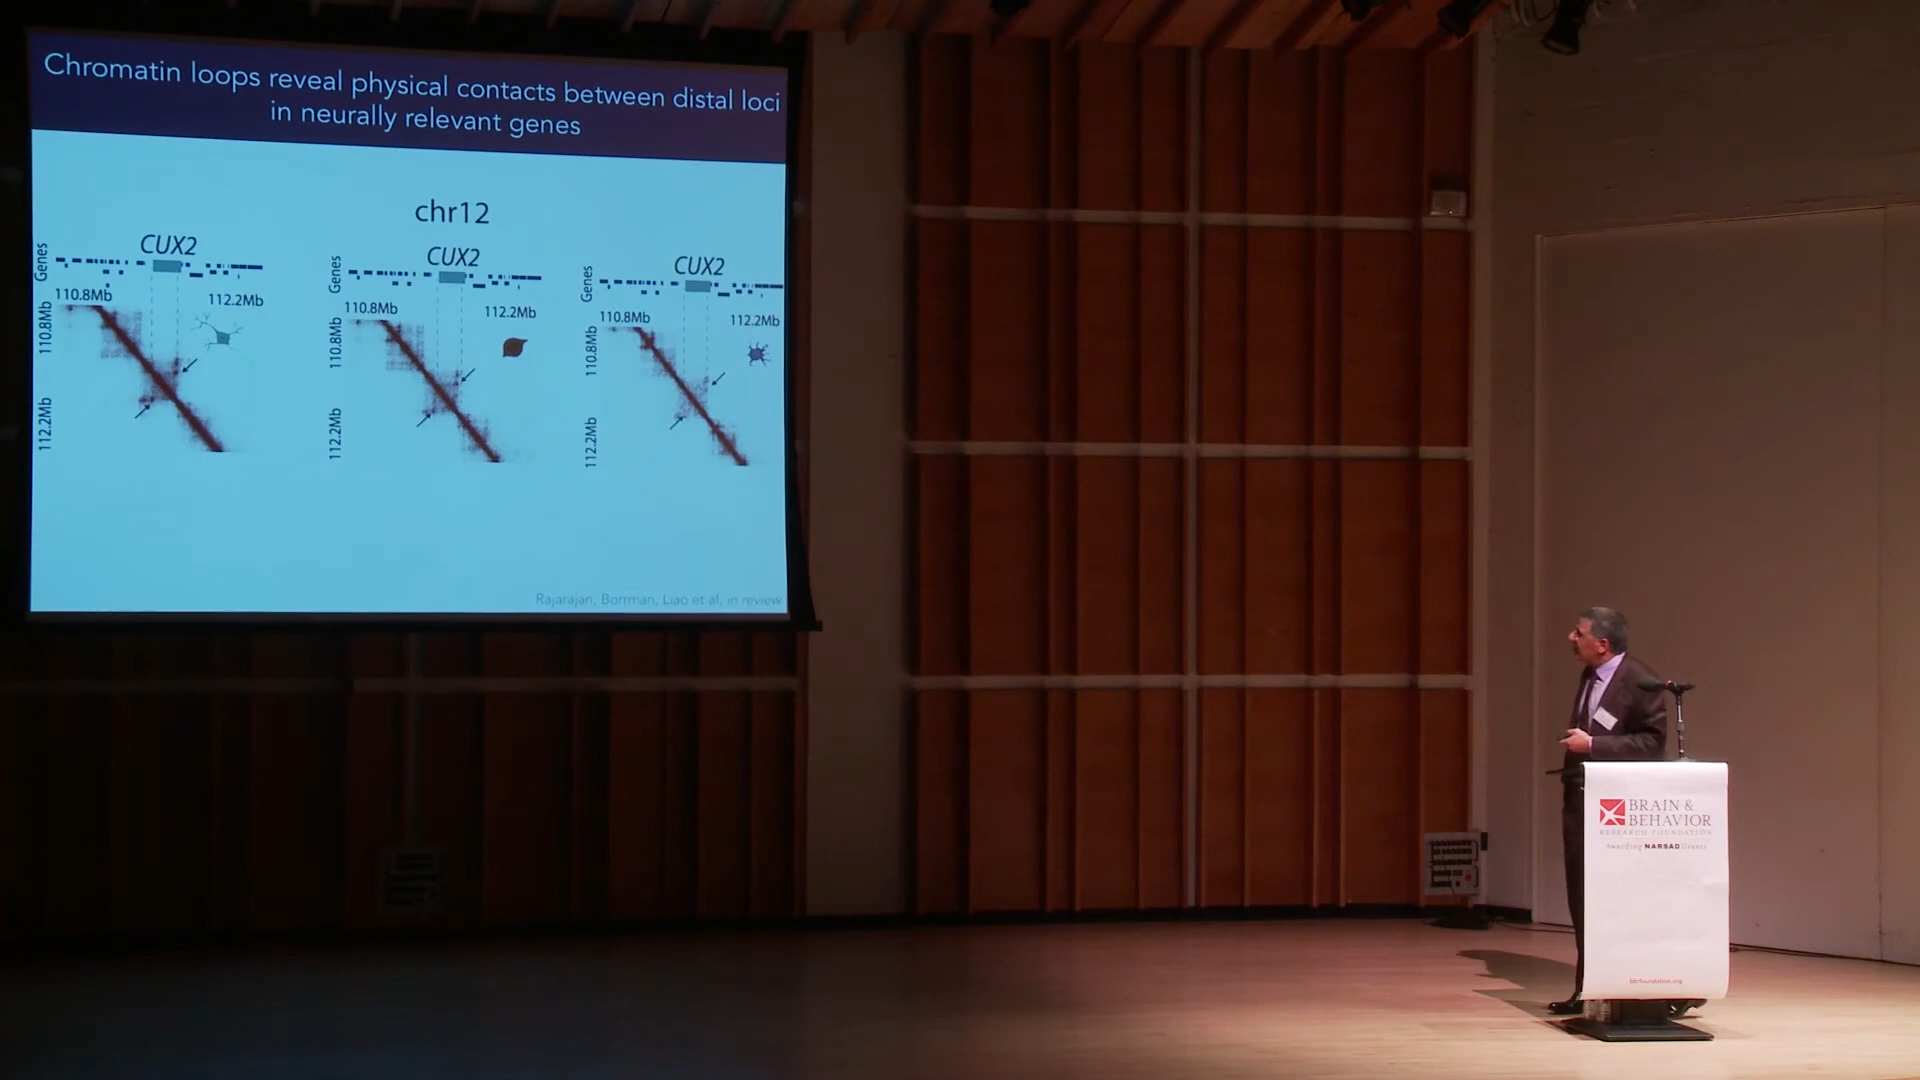 Chromatin loops reveal physical contacts between distal loci
in neurally relevant genes
chr12
CUX2
Genes
110.8Mb
112.2Mb
110.8Mb
112.2Mb
CUX2
Genes
110.8Mb
112.2Mb
110.8Mb
112.2Mb
CUX2
Genes
110.8Mb
112.2Mb
110.8Mb
112.2Mb
Rajarajan, Borrman, Liao et al, in review
BRAIN &
BEHAVIOR
RESEARCH FOUNDATION
Awarding NARSAD Grants
bbrfoundation.org